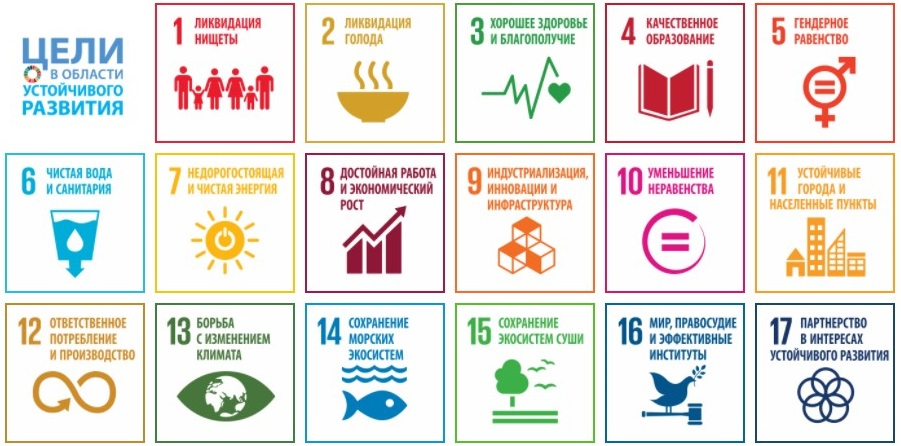 ЦЕЛИ
В ОБЛАСТИ
УСТОЙЧИВОГО
РАЗВИТИЯ
1 ЛИКВИДАЦИЯ
НИЩЕТЫ
2 ЛИКВИДАЦИЯ
ГОЛОДА
3 ХОРОШЕЕ ЗДОРОВЬЕ
И БЛАГОПОЛУЧИЕ
4 КАЧЕСТВЕННОЕ
ОБРАЗОВАНИЕ
5 ГЕНДЕРНОЕ
РАВЕНСТВО
6 ЧИСТАЯ ВОДА
И САНИТАРИЯ
7 НЕДОРОГОСТОЯЩАЯ
И ЧИСТАЯ ЭНЕРГИЯ
8 ДОСТОЙНАЯ РАБОТА
И ЭКОНОМИЧЕСКИЙ
РОСТ
9 ИНДУСТРИАЛИЗАЦИЯ,
ИННОВАЦИИ И
ИНФРАСТРУКТУРА
10 УМЕНЬШЕНИЕ
НЕРАВЕНСТВА
11 УСТОЙЧИВЫЕ
ГОРОДА И
НАСЕЛЕННЫЕ ПУНКТЫ
12 ОТВЕТСТВЕННОЕ
ПОТРЕБЛЕНИЕ
И ПРОИЗВОДСТВО
13 БОРЬБА
С ИЗМЕНЕНИЕМ
КЛИМАТА
14 СОХРАНЕНИЕ
МОРСКИХ
ЭКОСИСТЕМ
15 СОХРАНЕНИЕ
ЭКОСИСТЕМ СУШИ
16 МИР, ПРАВОСУДИЕ
И ЭФФЕКТИВНЫЕ
ИНСТИТУТЫ
17 ПАРТНЕРСТВО
В ИНТЕРЕСАХ
УСТОЙЧИВОГО РАЗВИТИЯ